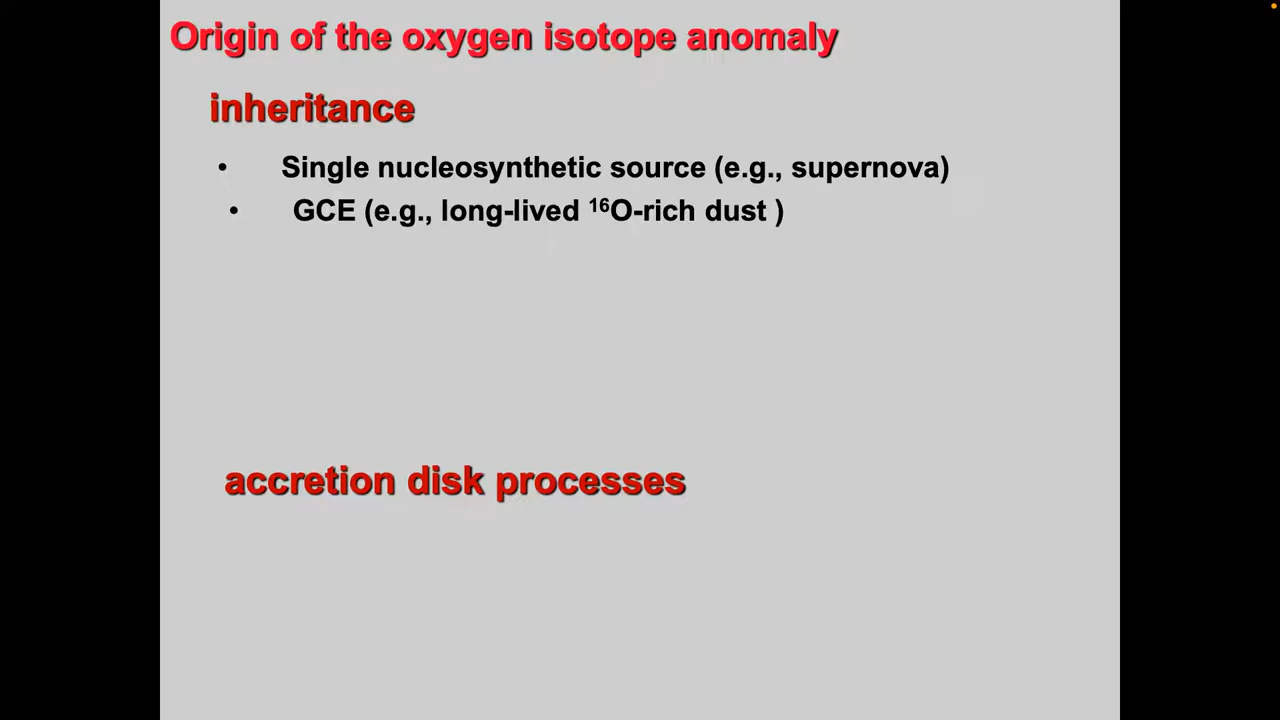 Origin of the oxygen isotope anomaly
inheritance
• Single nucleosynthetic source (e.g., supernova)
• GCE (e.g., long-lived ¹⁶O-rich dust )
accretion disk processes